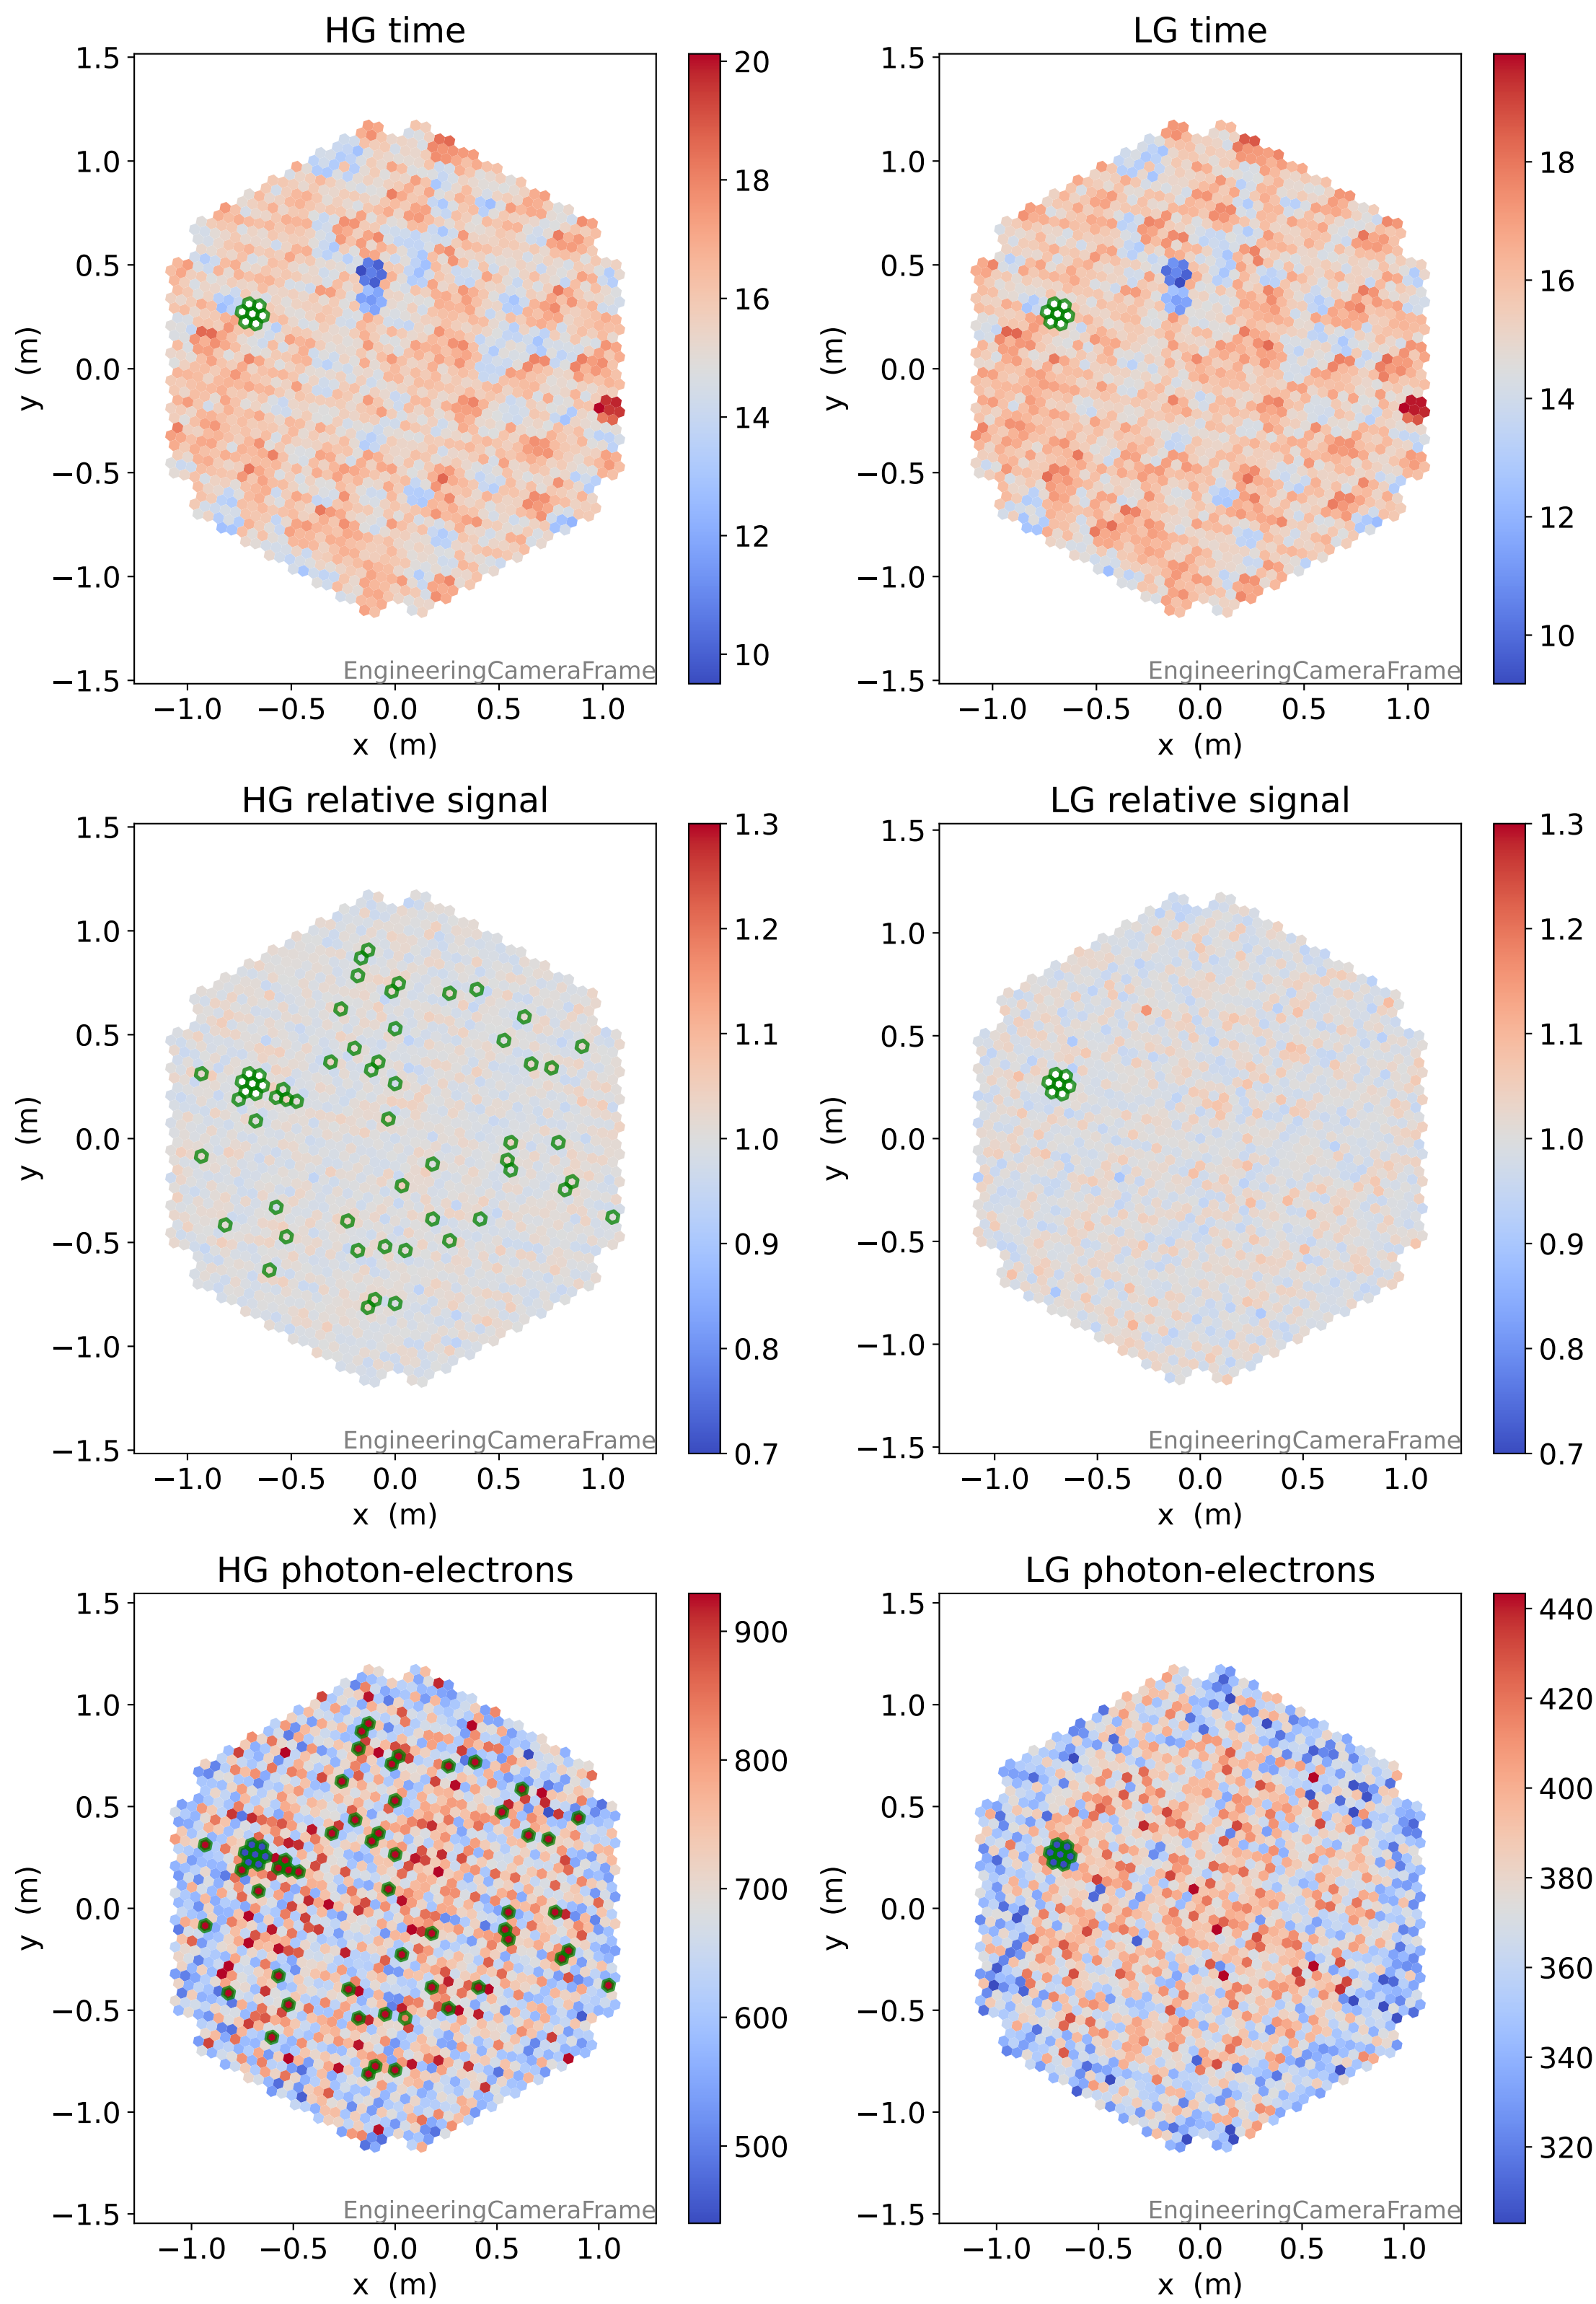 HG time
1.5
1.0
0.5
0.0
−0.5
−1.0
−1.5
y (m)
−1.0 −0.5 0.0 0.5 1.0
x (m)
EngineeringCameraFrame
20
18
16
14
12
10
LG time
1.5
1.0
0.5
0.0
−0.5
−1.0
−1.5
y (m)
−1.0 −0.5 0.0 0.5 1.0
x (m)
EngineeringCameraFrame
18
16
14
12
10
HG relative signal
1.5
1.0
0.5
0.0
−0.5
−1.0
−1.5
y (m)
−1.0 −0.5 0.0 0.5 1.0
x (m)
EngineeringCameraFrame
1.3
1.2
1.1
1.0
0.9
0.8
0.7
LG relative signal
1.5
1.0
0.5
0.0
−0.5
−1.0
−1.5
y (m)
−1.0 −0.5 0.0 0.5 1.0
x (m)
EngineeringCameraFrame
1.3
1.2
1.1
1.0
0.9
0.8
0.7
HG photon-electrons
1.5
1.0
0.5
0.0
−0.5
−1.0
−1.5
y (m)
−1.0 −0.5 0.0 0.5 1.0
x (m)
EngineeringCameraFrame
900
800
700
600
500
LG photon-electrons
1.5
1.0
0.5
0.0
−0.5
−1.0
−1.5
y (m)
−1.0 −0.5 0.0 0.5 1.0
x (m)
EngineeringCameraFrame
440
420
400
380
360
340
320